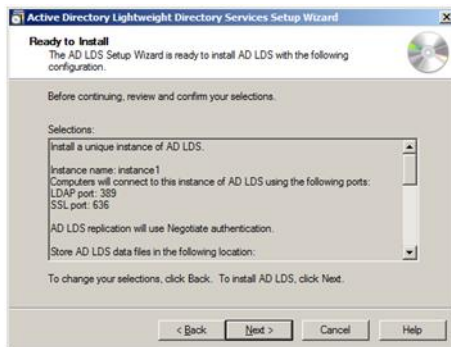 Active Directory Lightweight Directory Services Setup Wizard
Ready to Install
The AD LDS Setup Wizard is ready to install AD LDS with the following
configuration.
Before continuing, review and confirm your selections.
Selections:
Install a unique instance of AD LDS.
Instance name: instance1
Computers will connect to this instance of AD LDS using the following ports:
LDAP port: 389
SSL port: 636
AD LDS replication will use Negotiate authentication.
Store AD LDS data files in the following location:
To change your selections, click Back. To install AD LDS, click Next.
< Back Next > Cancel Help